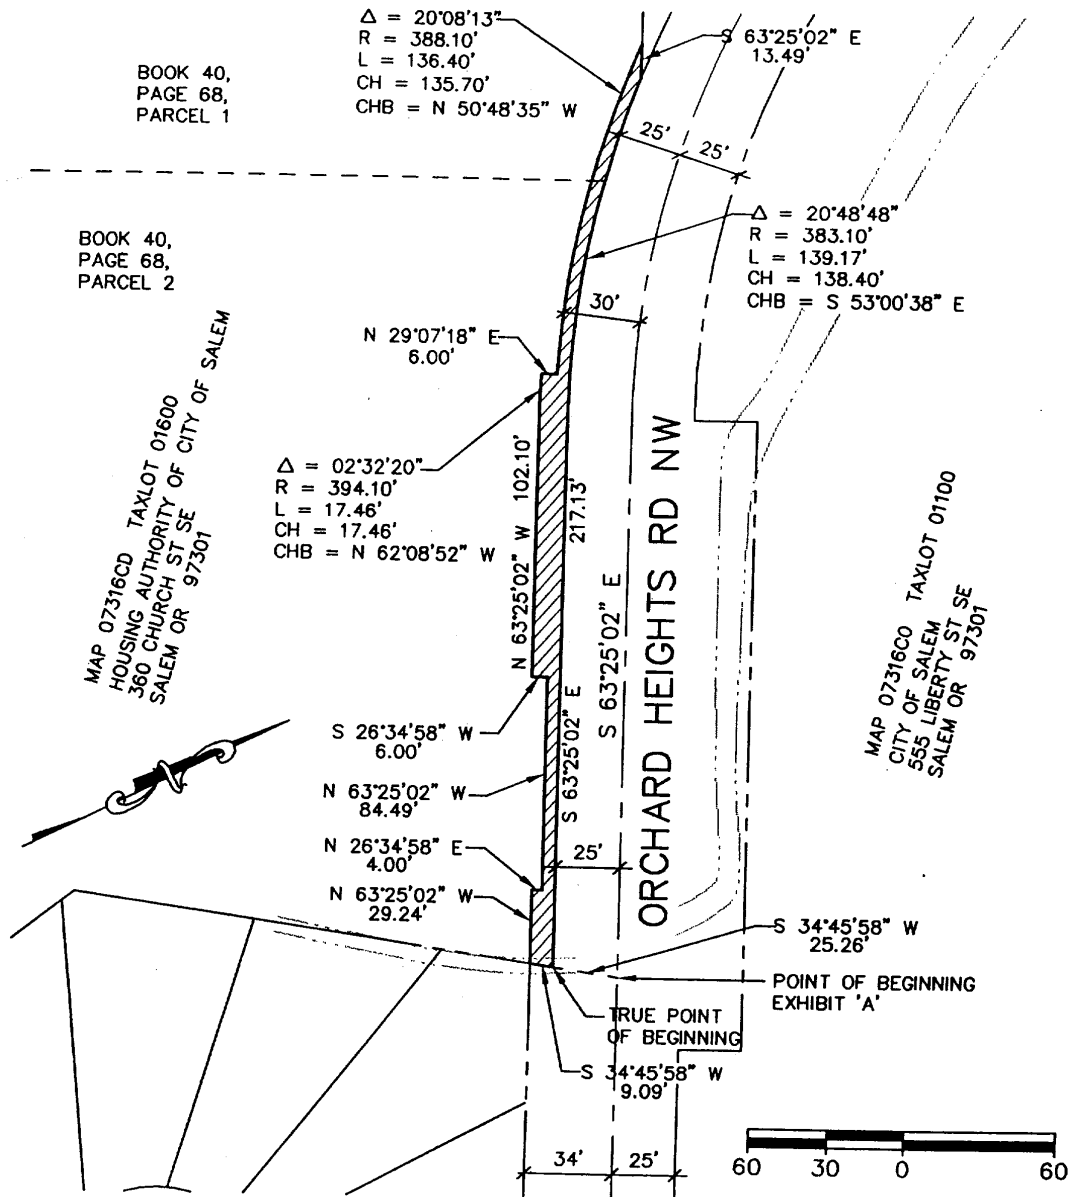 Δ = 20°08'13"
R = 388.10'
L = 136.40'
CH = 135.70'
CHB = N 50°48'35" W
S 63°25'02" E
13.49'
BOOK 40,
PAGE 68,
PARCEL 1
25'
25'
BOOK 40,
PAGE 68,
PARCEL 2
Δ = 20°48'48"
R = 383.10'
L = 139.17'
CH = 138.40'
CHB = S 53°00'38" E
30'
N 29°07'18" E
6.00'
MAP 07316CD TAXLOT 01600
HOUSING AUTHORITY OF CITY OF SALEM
360 CHURCH ST SE
SALEM OR 97301
Δ = 02°32'20"
R = 394.10'
L = 17.46'
CH = 17.46'
CHB = N 62°08'52" W
N 63°25'02" W 102.10'
S 63°25'02" E 217.13'
S 63°25'02" E
ORCHARD HEIGHTS RD NW
MAP 07316CO TAXLOT 01100
CITY OF SALEM
555 LIBERTY ST SE
SALEM OR 97301
S 26°34'58" W
6.00'
N 63°25'02" W
84.49'
N 26°34'58" E
4.00'
25'
N 63°25'02" W
29.24'
S 34°45'58" W
25.26'
POINT OF BEGINNING
EXHIBIT 'A'
TRUE POINT
OF BEGINNING
S 34°45'58" W
9.09'
34'
25'
60 30 0 60